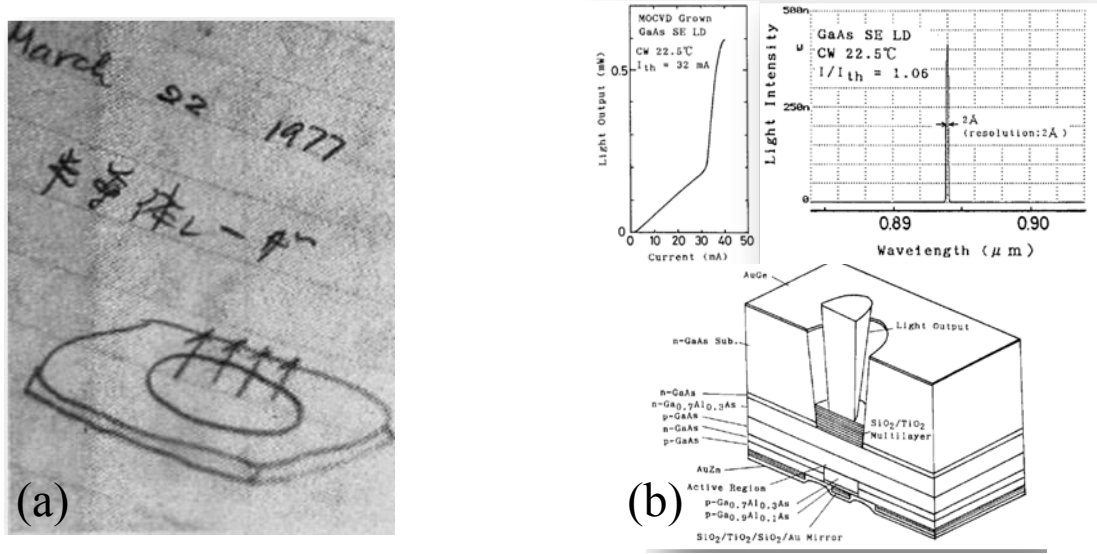 March 22 1977
半導体レーザ
(a)
MOCVD Grown
GaAs SE LD
CW 22.5℃
Ith = 32 mA
Light Output (mW)
0.5
0
0 10 20 30 40 50
Current (mA)
500n
W
250n
0
Light Intensity
GaAs SE LD
CW 22.5℃
I/Ith = 1.06
2Å
(resolution:2Å)
0.89 0.90
Wavelength (μm)
AuGe
Light Output
n-GaAs Sub.
n-GaAs
n-Ga0.7Al0.3As
p-GaAs
n-GaAs
p-GaAs
SiO2/TiO2
Multilayer
AuZn
Active Region
p-Ga0.7Al0.3As
p-Ga0.9Al0.1As
SiO2/TiO2/SiO2/Au Mirror
(b)